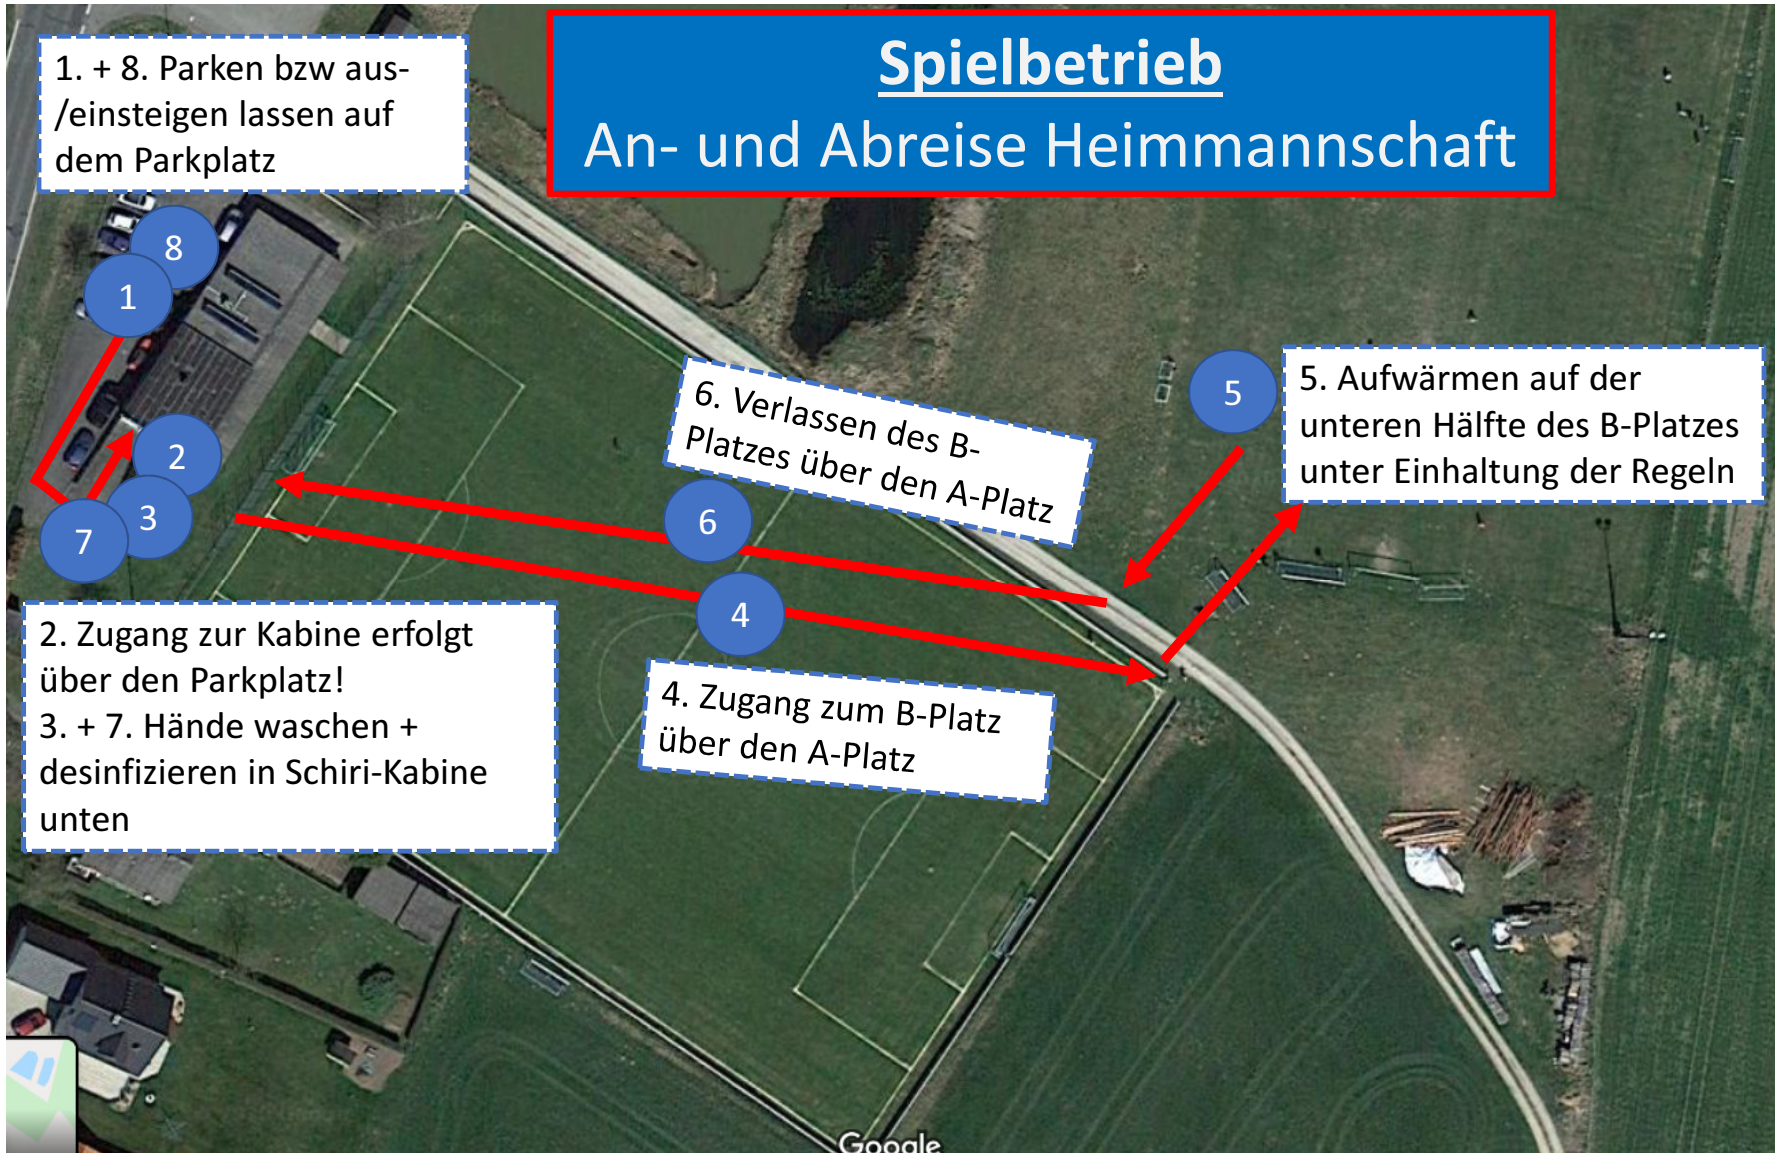 Spielbetrieb
An- und Abreise Heimmannschaft
1. + 8. Parken bzw aus-
/einsteigen lassen auf
dem Parkplatz
8
1
2
3
7
2. Zugang zur Kabine erfolgt
über den Parkplatz!
3. + 7. Hände waschen +
desinfizieren in Schiri-Kabine
unten
6. Verlassen des B-
Platzes über den A-Platz
6
4
4. Zugang zum B-Platz
über den A-Platz
5
5. Aufwärmen auf der
unteren Hälfte des B-Platzes
unter Einhaltung der Regeln
Google